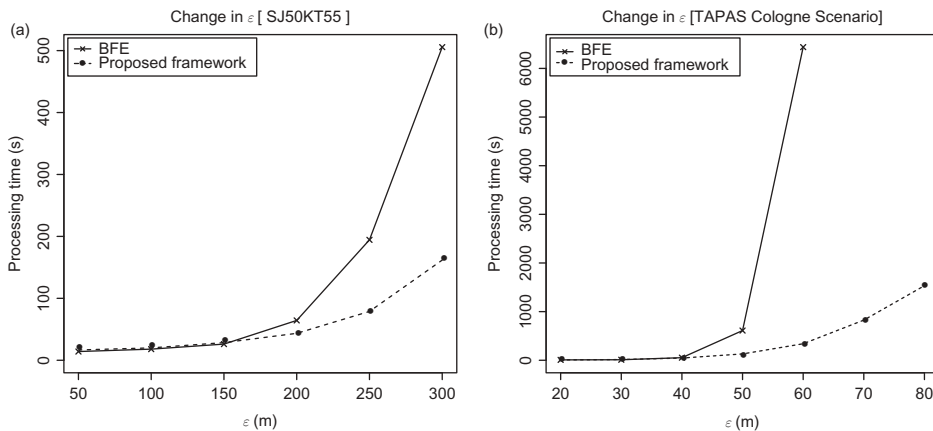 Change in ε [ SJ50KT55 ]
(a)
BFE
Proposed framework
Processing time (s)
0
100
200
300
400
500
50
100
150
200
250
300
ε (m)
Change in ε [TAPAS Cologne Scenario]
(b)
BFE
Proposed framework
Processing time (s)
0
1000
2000
3000
4000
5000
6000
20
30
40
50
60
70
80
ε (m)